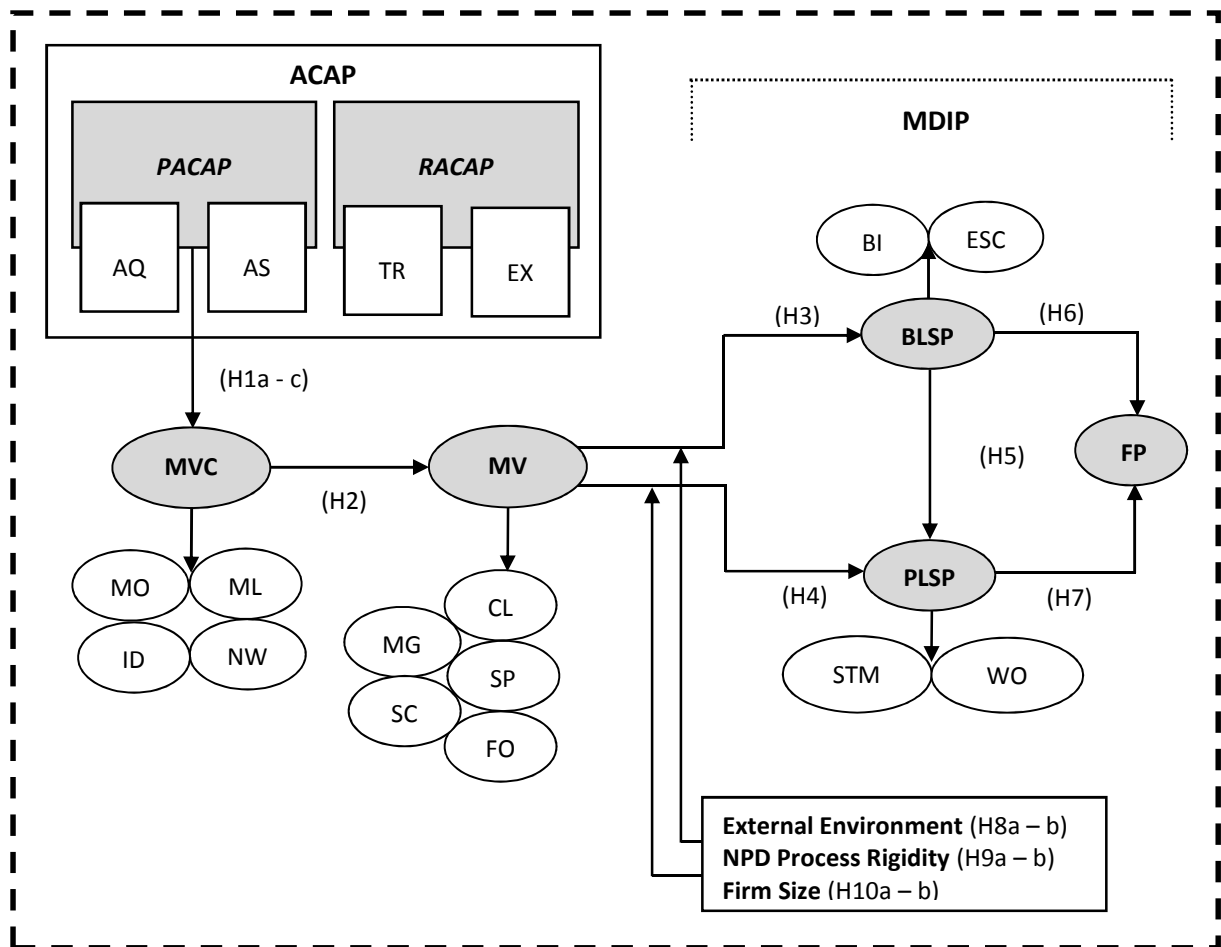 ACAP
PACAP
RACAP
AQ
AS
TR
EX
(H1a - c)
MVC
(H2)
MV
MO
ML
ID
NW
CL
MG
SP
SC
FO
MDIP
BI
ESC
(H3)
BLSP
(H6)
(H5)
FP
(H4)
PLSP
(H7)
STM
WO
External Environment (H8a – b)
NPD Process Rigidity (H9a – b)
Firm Size (H10a – b)